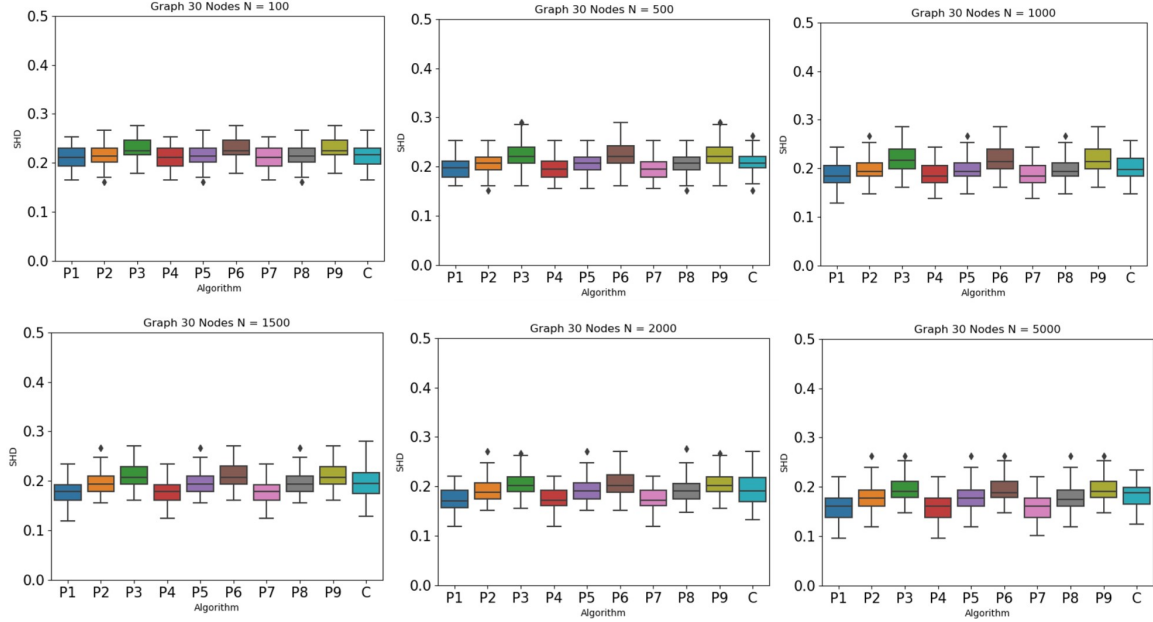 Graph 30 Nodes N = 100
0.5
0.4
0.3
SHD
0.2
0.1
0.0
P1 P2 P3 P4 P5 P6 P7 P8 P9 C
Algorithm
Graph 30 Nodes N = 500
0.5
0.4
0.3
SHD
0.2
0.1
0.0
P1 P2 P3 P4 P5 P6 P7 P8 P9 C
Algorithm
Graph 30 Nodes N = 1000
0.5
0.4
0.3
SHD
0.2
0.1
0.0
P1 P2 P3 P4 P5 P6 P7 P8 P9 C
Algorithm
Graph 30 Nodes N = 1500
0.5
0.4
0.3
SHD
0.2
0.1
0.0
P1 P2 P3 P4 P5 P6 P7 P8 P9 C
Algorithm
Graph 30 Nodes N = 2000
0.5
0.4
0.3
SHD
0.2
0.1
0.0
P1 P2 P3 P4 P5 P6 P7 P8 P9 C
Algorithm
Graph 30 Nodes N = 5000
0.5
0.4
0.3
SHD
0.2
0.1
0.0
P1 P2 P3 P4 P5 P6 P7 P8 P9 C
Algorithm